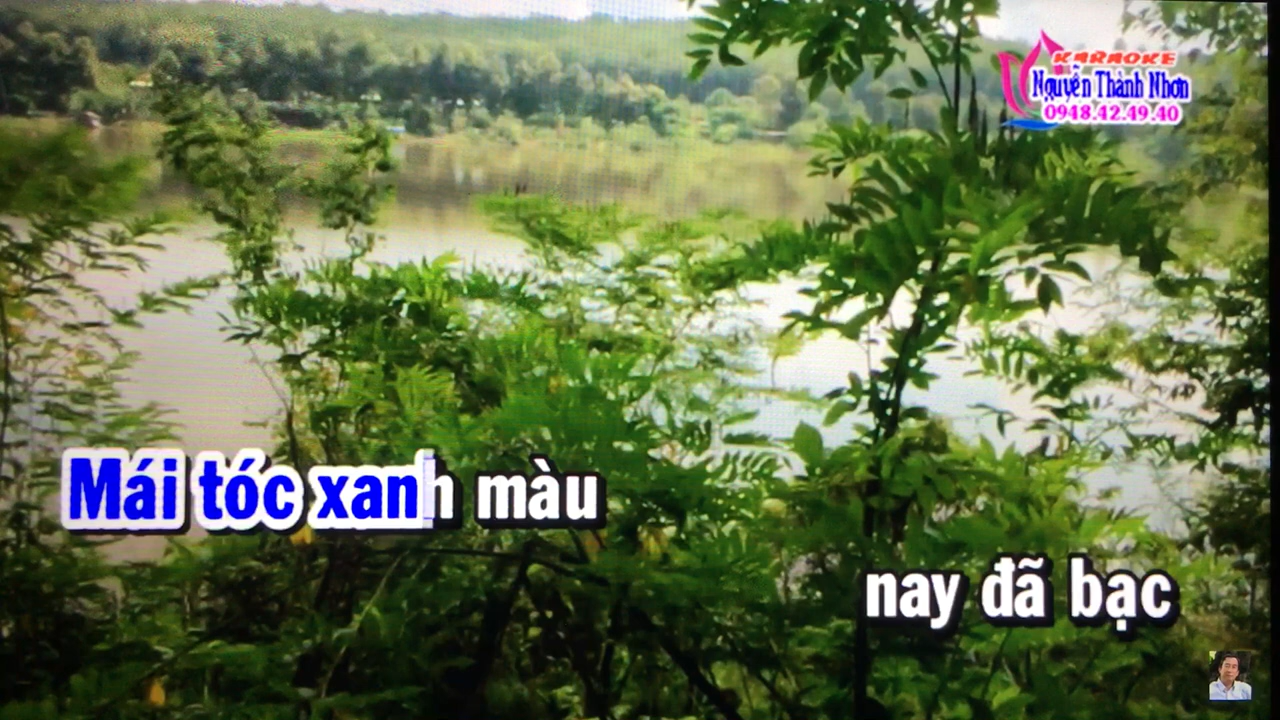 KARAOKE
Nguyễn Thành Nhơn
0948.42.49.40
Mái tóc xanh màu
nay đã bạc